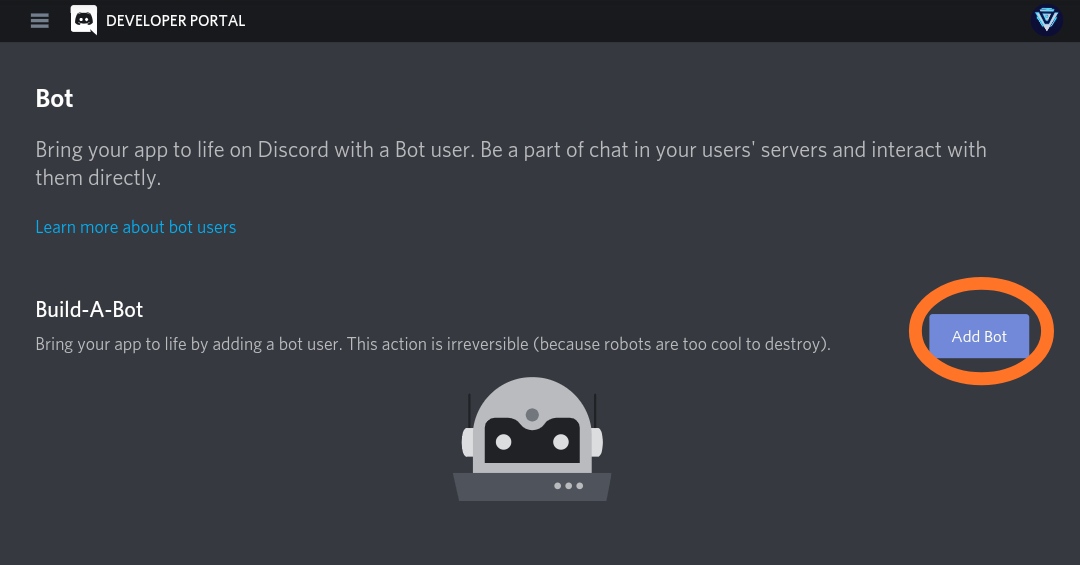 DEVELOPER PORTAL
Bot
Bring your app to life on Discord with a Bot user. Be a part of chat in your users' servers and interact with
them directly.
Learn more about bot users
Build-A-Bot
Bring your app to life by adding a bot user. This action is irreversible (because robots are too cool to destroy).
Add Bot